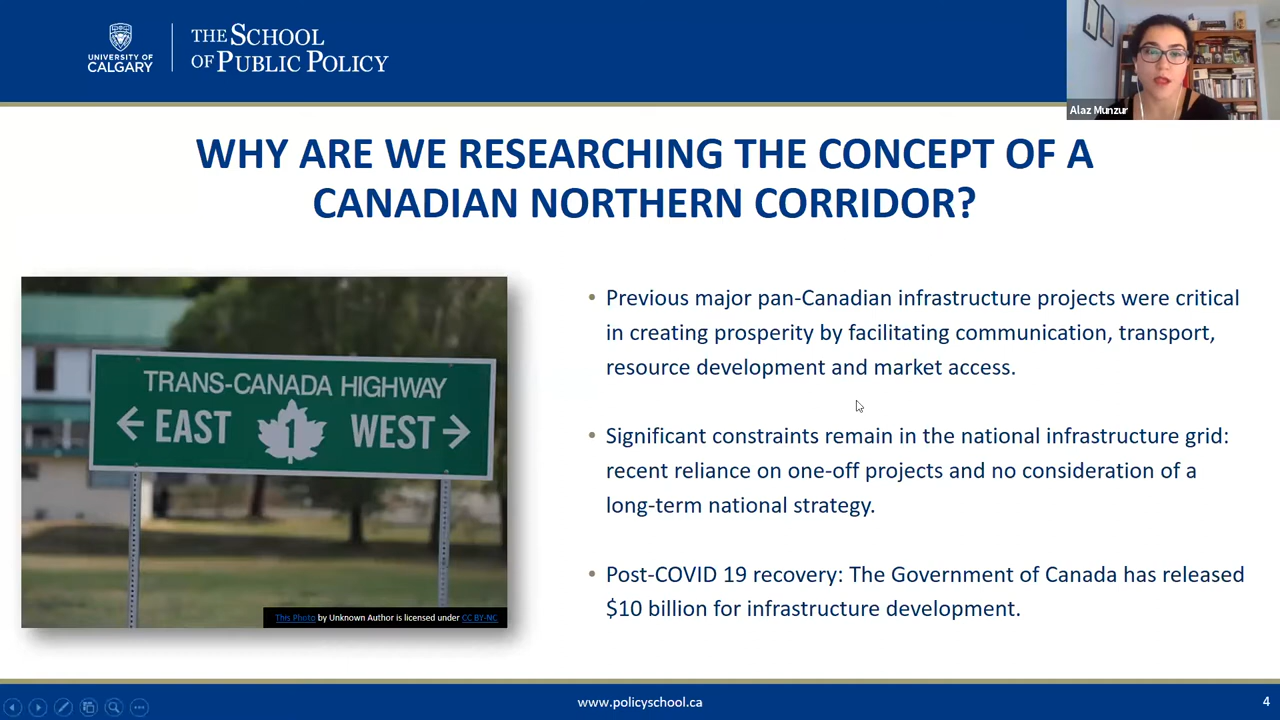 UNIVERSITY OF
CALGARY
THE SCHOOL
OF PUBLIC POLICY
Alaz Munzur
WHY ARE WE RESEARCHING THE CONCEPT OF A
CANADIAN NORTHERN CORRIDOR?
TRANS-CANADA HIGHWAY
EAST 1 WEST
This Photo by Unknown Author is licensed under CC BY-NC
• Previous major pan-Canadian infrastructure projects were critical
in creating prosperity by facilitating communication, transport,
resource development and market access.
• Significant constraints remain in the national infrastructure grid:
recent reliance on one-off projects and no consideration of a
long-term national strategy.
• Post-COVID 19 recovery: The Government of Canada has released
$10 billion for infrastructure development.
www.policyschool.ca
4